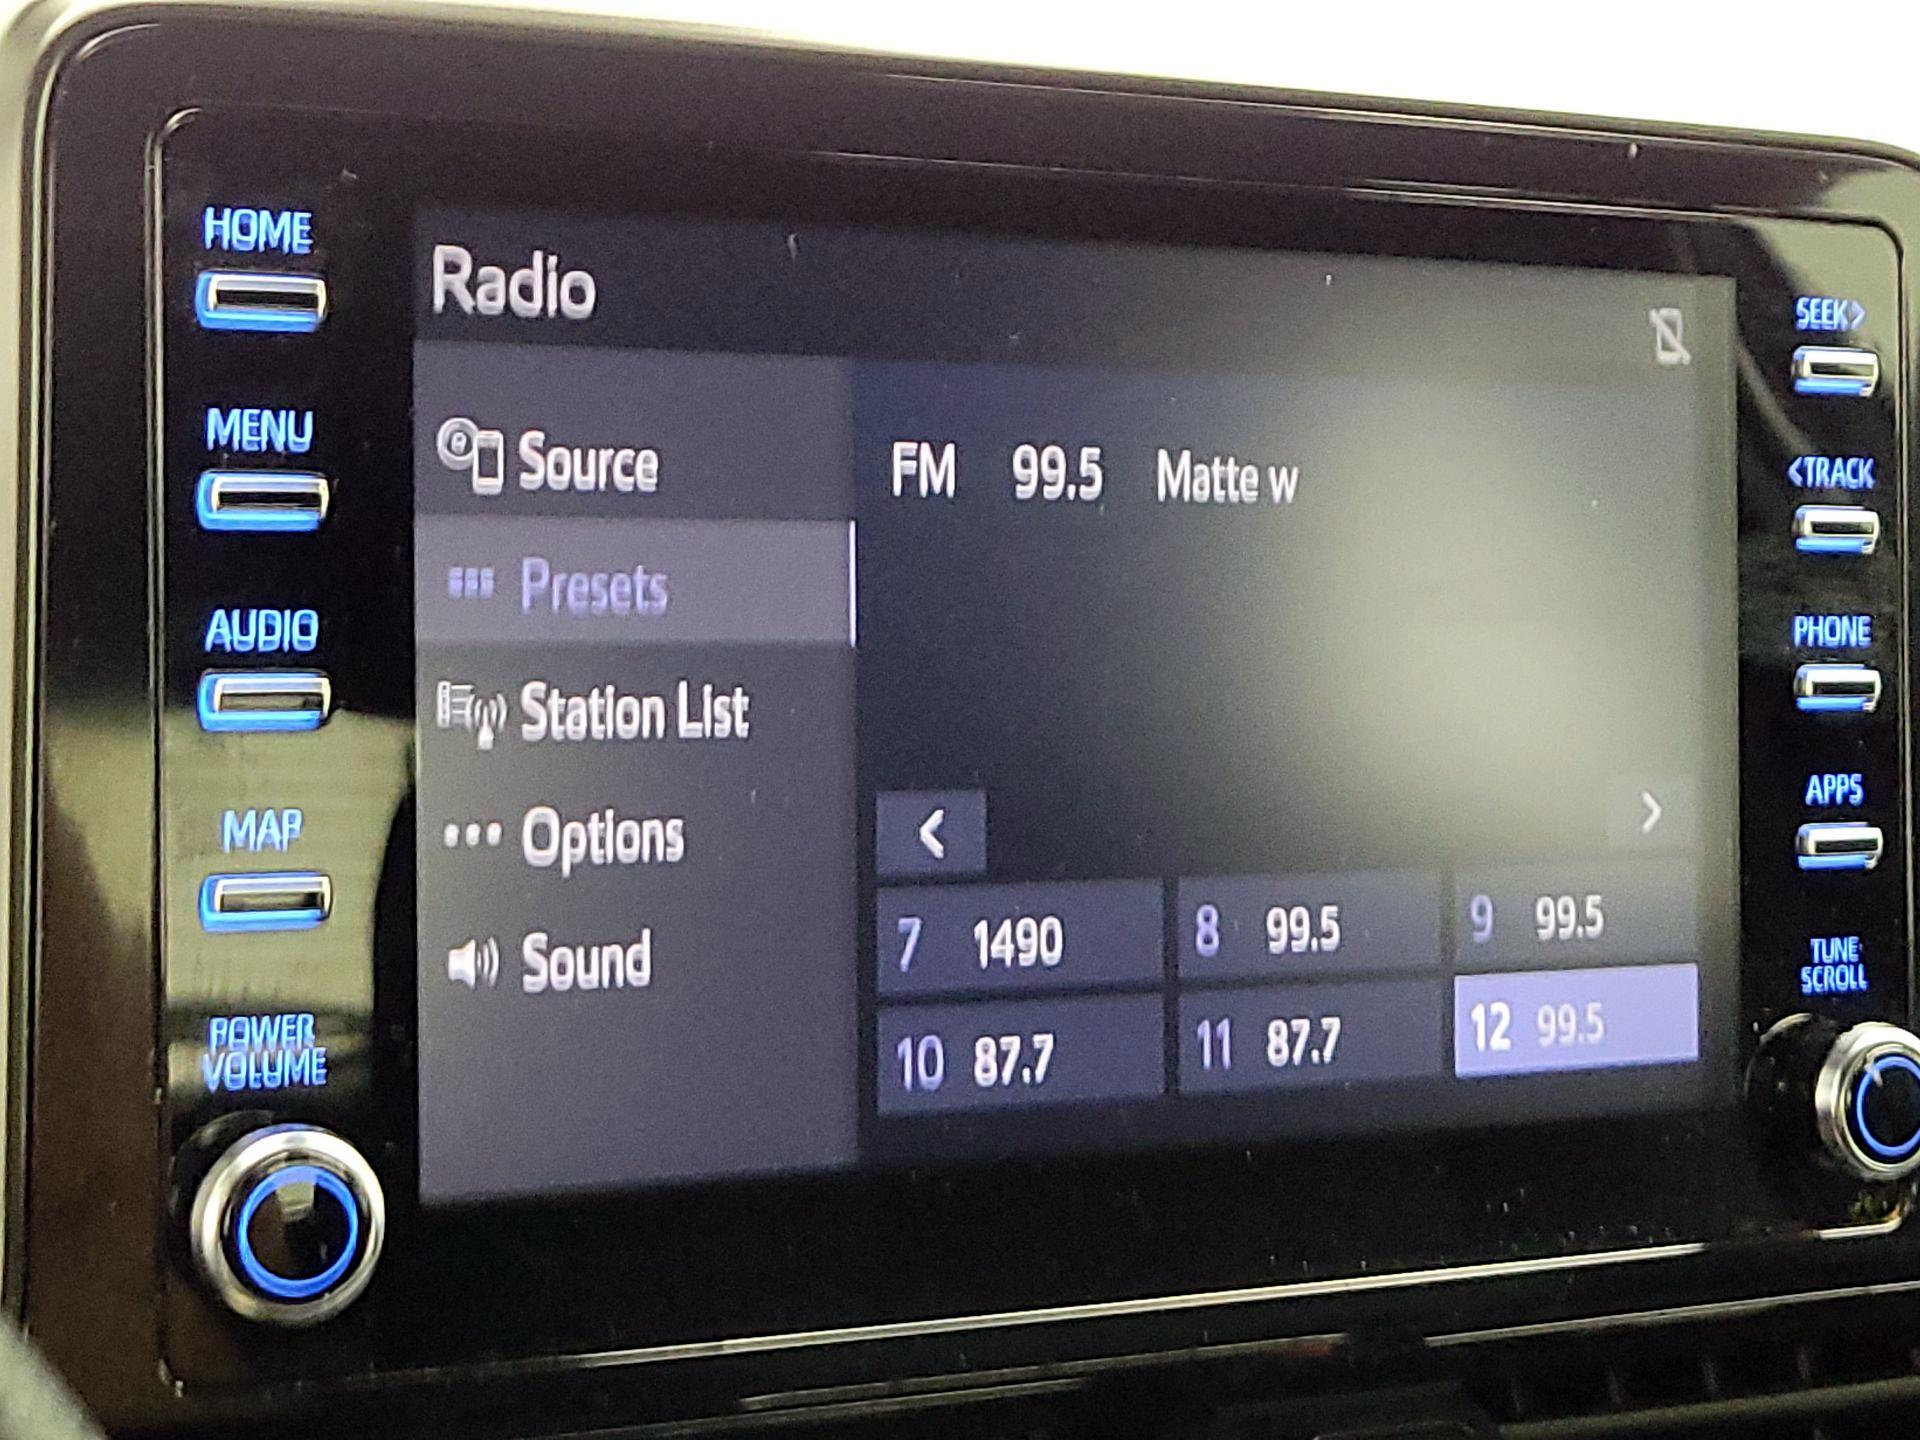 HOME
MENU
AUDIO
MAP
POWER
VOLUME
Radio
Source
Presets
Station List
Options
Sound
FM 99.5 Matte w
<
>
7 1490
8 99.5
9 99.5
10 87.7
11 87.7
12 99.5
SEEK>
<TRACK
PHONE
APPS
TUNE
SCROLL